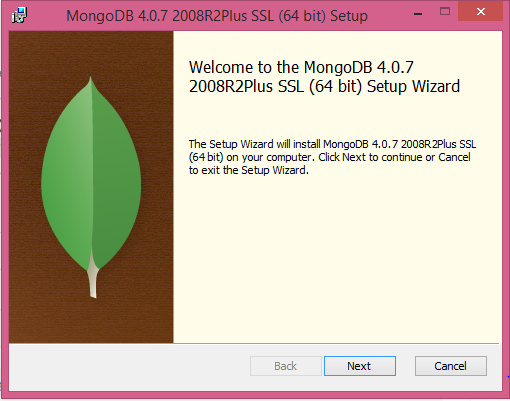 MongoDB 4.0.7 2008R2Plus SSL (64 bit) Setup
Welcome to the MongoDB 4.0.7
2008R2Plus SSL (64 bit) Setup Wizard
The Setup Wizard will install MongoDB 4.0.7 2008R2Plus SSL
(64 bit) on your computer. Click Next to continue or Cancel
to exit the Setup Wizard.
Back Next Cancel